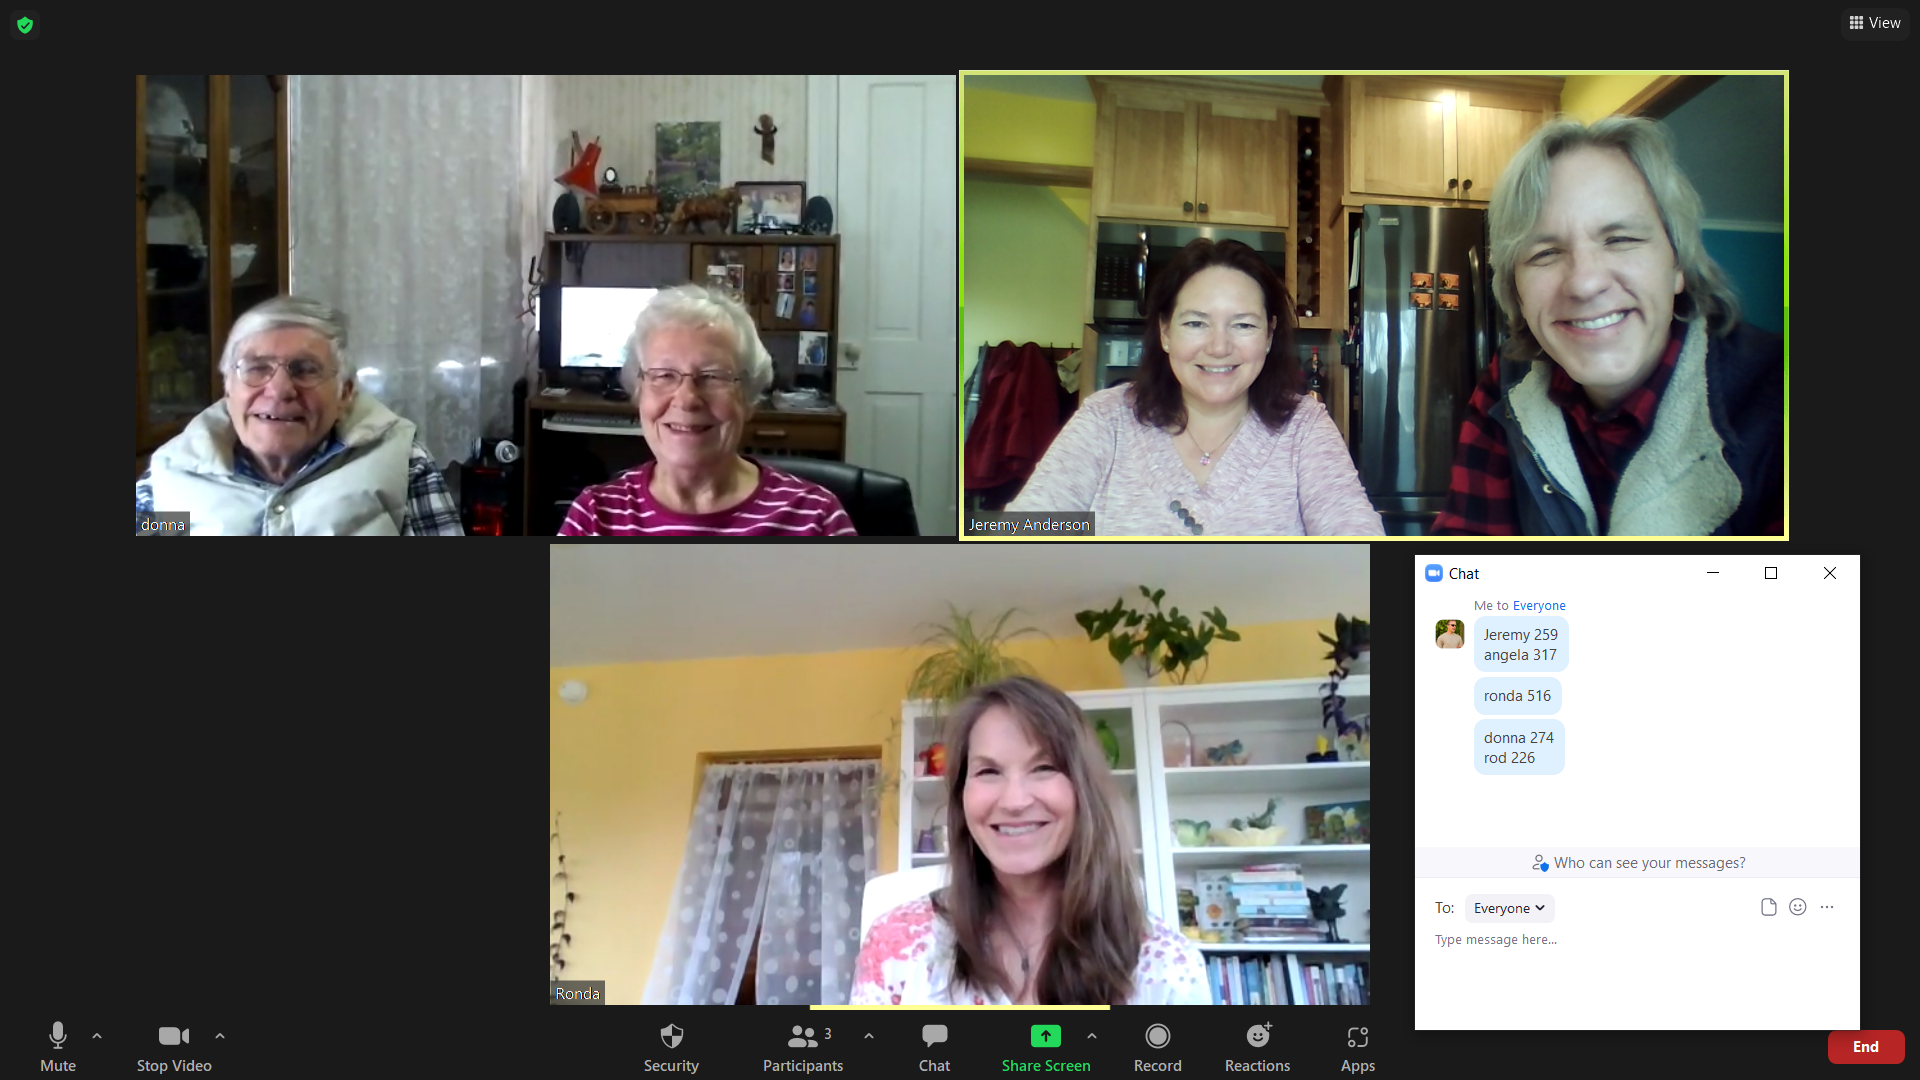 View
donna
Jeremy Anderson
Ronda
Chat
Me to Everyone
Jeremy 259
angela 317
ronda 516
donna 274
rod 226
Who can see your messages?
To: Everyone
Type message here...
Mute
Stop Video
Security
3
Participants
Chat
Share Screen
Record
Reactions
Apps
End